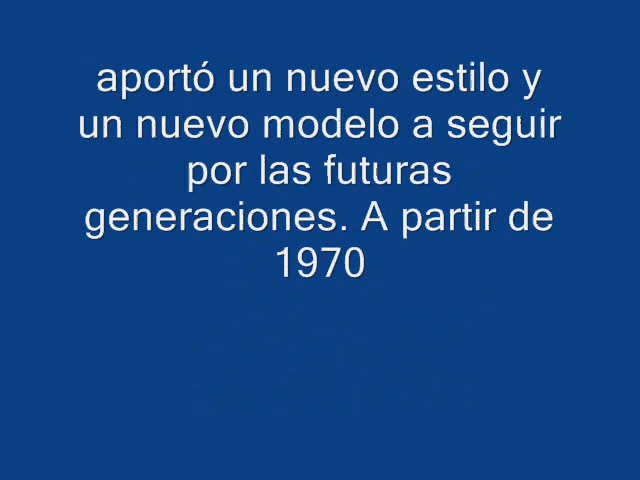 aportó un nuevo estilo y
un nuevo modelo a seguir
por las futuras
generaciones. A partir de
1970